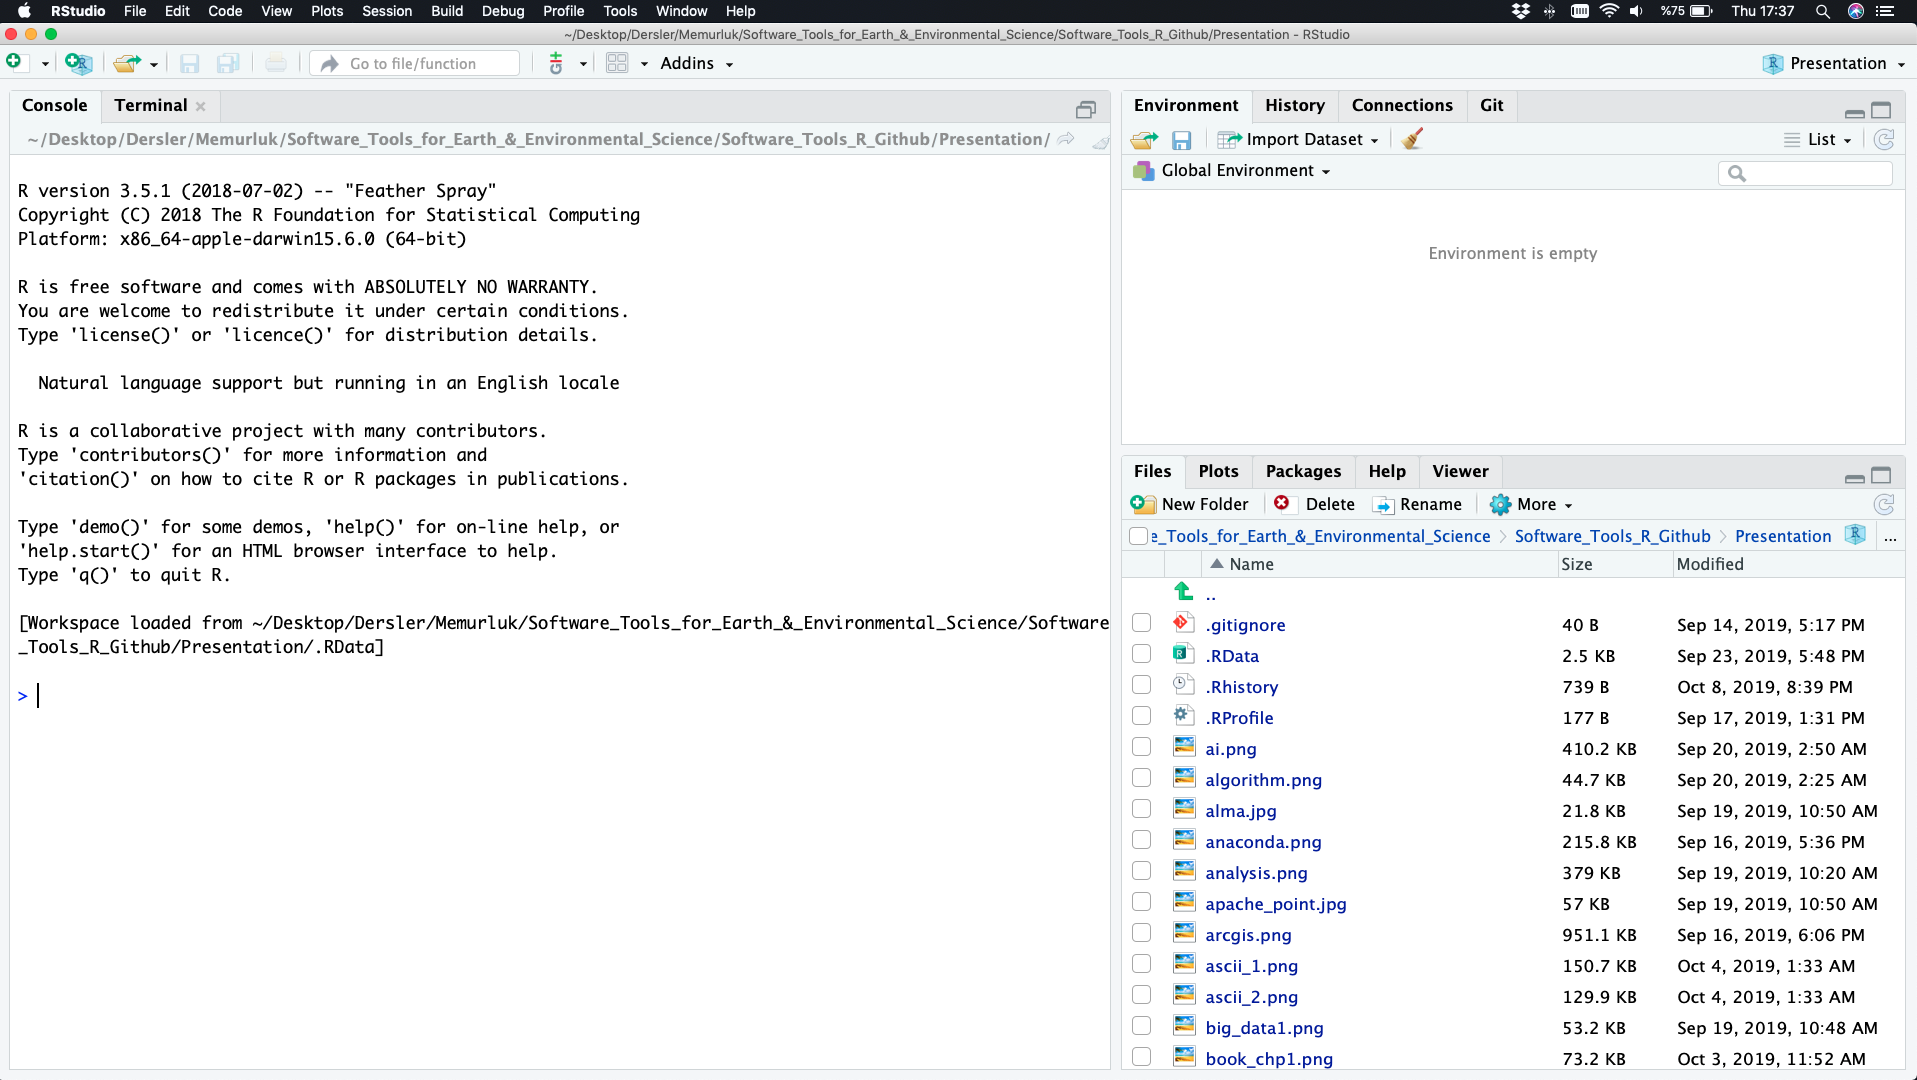 RStudio File Edit Code View Plots Session Build Debug Profile Tools Window Help %75 Thu 17:37
~/Desktop/Dersler/Memurluk/Software_Tools_for_Earth_&_Environmental_Science/Software_Tools_R_Github/Presentation - RStudio
Go to file/function Addins Presentation
Console Terminal
~/Desktop/Dersler/Memurluk/Software_Tools_for_Earth_&_Environmental_Science/Software_Tools_R_Github/Presentation/
R version 3.5.1 (2018-07-02) -- "Feather Spray"
Copyright (C) 2018 The R Foundation for Statistical Computing
Platform: x86_64-apple-darwin15.6.0 (64-bit)
R is free software and comes with ABSOLUTELY NO WARRANTY.
You are welcome to redistribute it under certain conditions.
Type 'license()' or 'licence()' for distribution details.
Natural language support but running in an English locale
R is a collaborative project with many contributors.
Type 'contributors()' for more information and
'citation()' on how to cite R or R packages in publications.
Type 'demo()' for some demos, 'help()' for on-line help, or
'help.start()' for an HTML browser interface to help.
Type 'q()' to quit R.
[Workspace loaded from ~/Desktop/Dersler/Memurluk/Software_Tools_for_Earth_&_Environmental_Science/Software
_Tools_R_Github/Presentation/.RData]
>
Environment History Connections Git
Import Dataset List
Global Environment
Environment is empty
Files Plots Packages Help Viewer
New Folder Delete Rename More
e_Tools_for_Earth_&_Environmental_Science Software_Tools_R_Github Presentation ...
Name Size Modified
..
.gitignore 40 B Sep 14, 2019, 5:17 PM
.RData 2.5 KB Sep 23, 2019, 5:48 PM
.Rhistory 739 B Oct 8, 2019, 8:39 PM
.RProfile 177 B Sep 17, 2019, 1:31 PM
ai.png 410.2 KB Sep 20, 2019, 2:50 AM
algorithm.png 44.7 KB Sep 20, 2019, 2:25 AM
alma.jpg 21.8 KB Sep 19, 2019, 10:50 AM
anaconda.png 215.8 KB Sep 16, 2019, 5:36 PM
analysis.png 379 KB Sep 19, 2019, 10:20 AM
apache_point.jpg 57 KB Sep 19, 2019, 10:50 AM
arcgis.png 951.1 KB Sep 16, 2019, 6:06 PM
ascii_1.png 150.7 KB Oct 4, 2019, 1:33 AM
ascii_2.png 129.9 KB Oct 4, 2019, 1:33 AM
big_data1.png 53.2 KB Sep 19, 2019, 10:48 AM
book_chp1.png 73.2 KB Oct 3, 2019, 11:52 AM